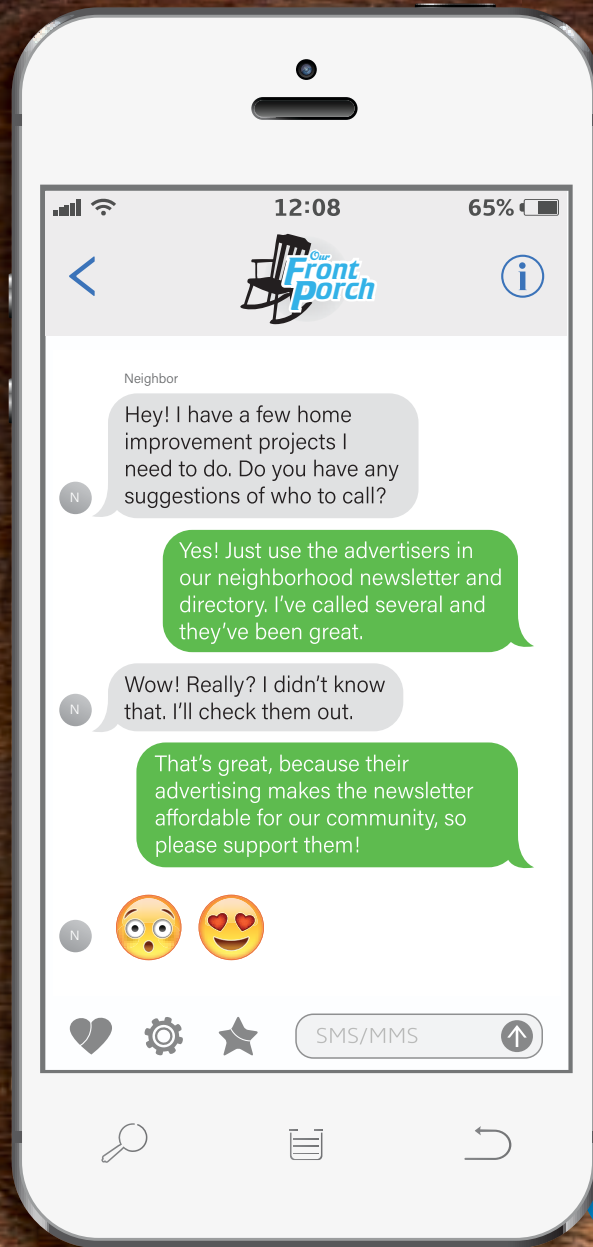 12:08
65%
Our
Front
Porch
i
Neighbor
Hey! I have a few home
improvement projects I
need to do. Do you have any
suggestions of who to call?
N
Yes! Just use the advertisers in
our neighborhood newsletter and
directory. I’ve called several and
they’ve been great.
Wow! Really? I didn’t know
that. I’ll check them out.
N
That’s great, because their
advertising makes the newsletter
affordable for our community, so
please support them!
N
SMS/MMS